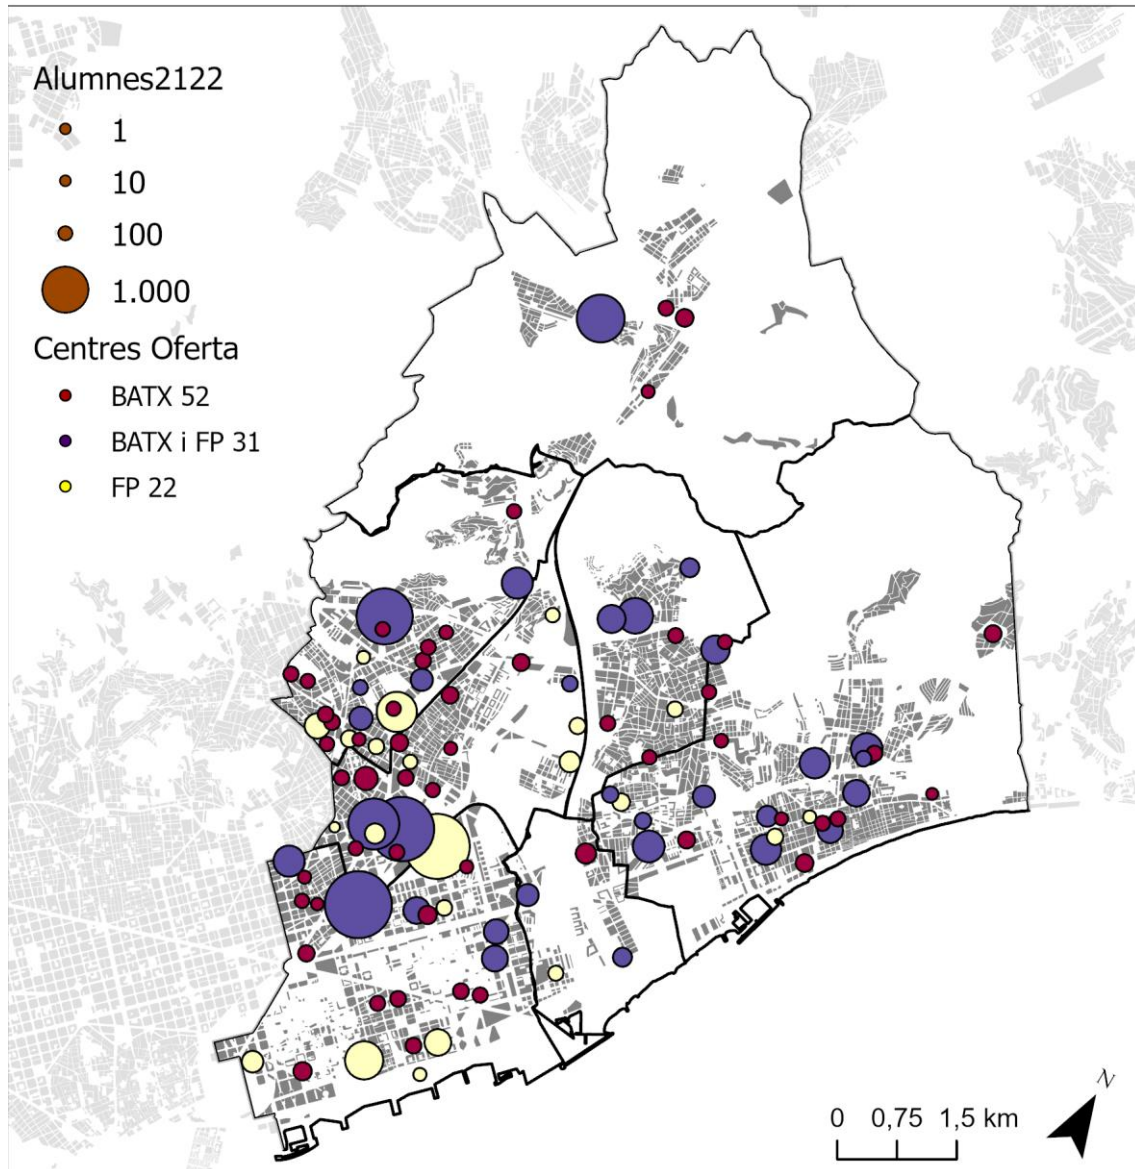 Alumnes2122
1
10
100
1.000
Centres Oferta
BATX 52
BATX i FP 31
FP 22
N
0 0,75 1,5 km